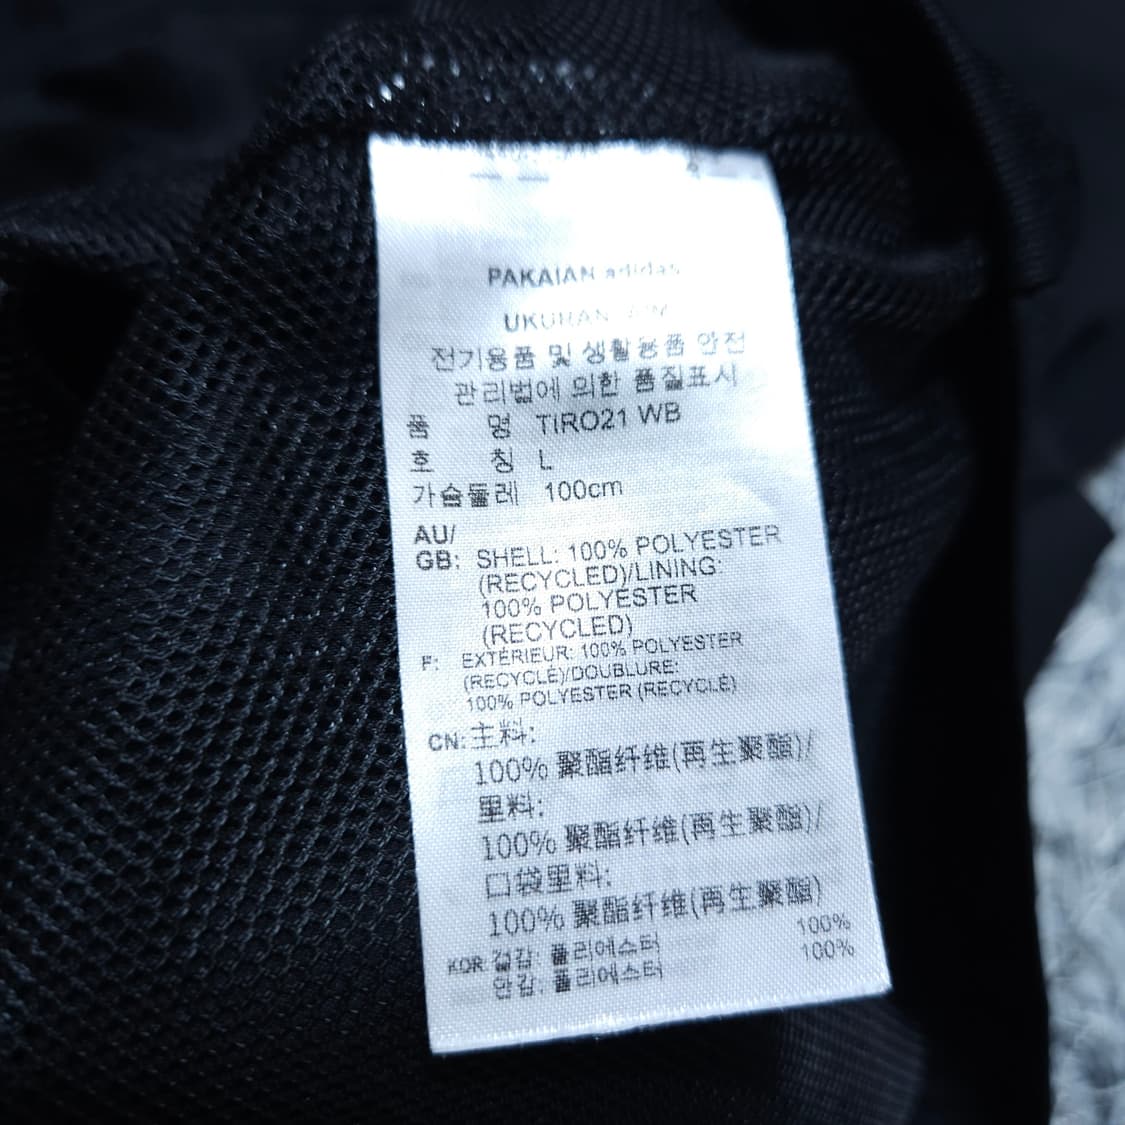 PAKAIAN adidas
UKURAN
전기용품 및 생활용품 안전
관리법에 의한 품질표시
품 명 TIRO21 WB
호 칭 L
가슴둘레 100cm
AU/
GB: SHELL: 100% POLYESTER
(RECYCLED)/LINING:
100% POLYESTER
(RECYCLED)
F: EXTÉRIEUR: 100% POLYESTER
(RECYCLÉ)/DOUBLURE:
100% POLYESTER (RECYCLÉ)
CN: 主料:
100% 聚酯纤维(再生聚酯)/
里料:
100% 聚酯纤维(再生聚酯)/
口袋里料:
100% 聚酯纤维(再生聚酯)
KOR 겉감: 폴리에스터 100%
안감: 폴리에스터 100%